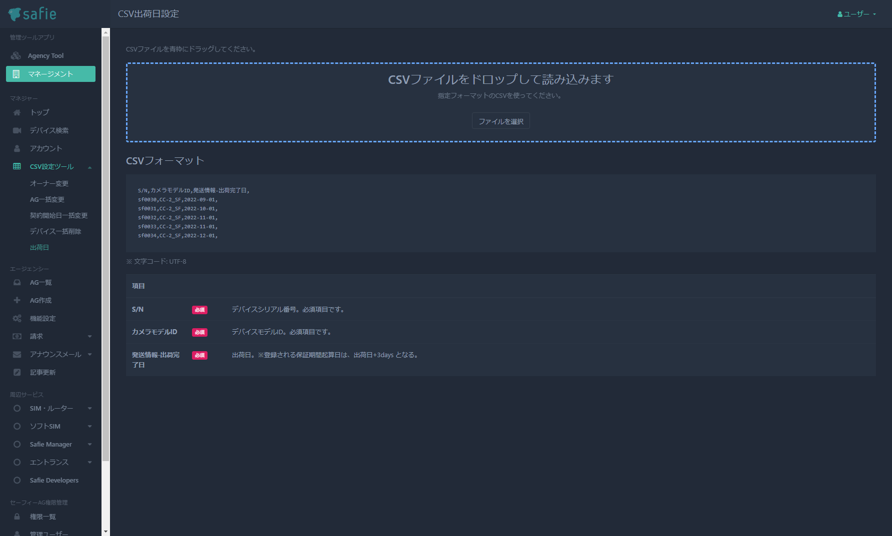 safie
CSV出荷日設定
ユーザー
管理ツールアプリ
Agency Tool
マネージメント
マネジャー
トップ
デバイス検索
アカウント
CSV設定ツール
オーナー変更
AG一括変更
契約開始日一括変更
デバイス一括削除
出荷日
エージェンシー
AG一覧
AG作成
機能設定
請求
アナウンスメール
記事更新
周辺サービス
SIM・ルーター
ソフトSIM
Safie Manager
エントランス
Safie Developers
セーフィーAG権限管理
権限一覧
管理ユーザー
CSVファイルを青枠にドラッグしてください。
CSVファイルをドロップして読み込みます
指定フォーマットのCSVを使ってください。
ファイルを選択
CSVフォーマット
S/N,カメラモデルID,発送情報-出荷完了日,
sf0030,CC-2_SF,2022-09-01,
sf0031,CC-2_SF,2022-10-01,
sf0032,CC-2_SF,2022-11-01,
sf0033,CC-2_SF,2022-11-01,
sf0034,CC-2_SF,2022-12-01,
※ 文字コード: UTF-8
項目
S/N 必須 デバイスシリアル番号。必須項目です。
カメラモデルID 必須 デバイスモデルID。必須項目です。
発送情報-出荷完了日 必須 出荷日。※登録される保証期間起算日は、出荷日+3days となる。